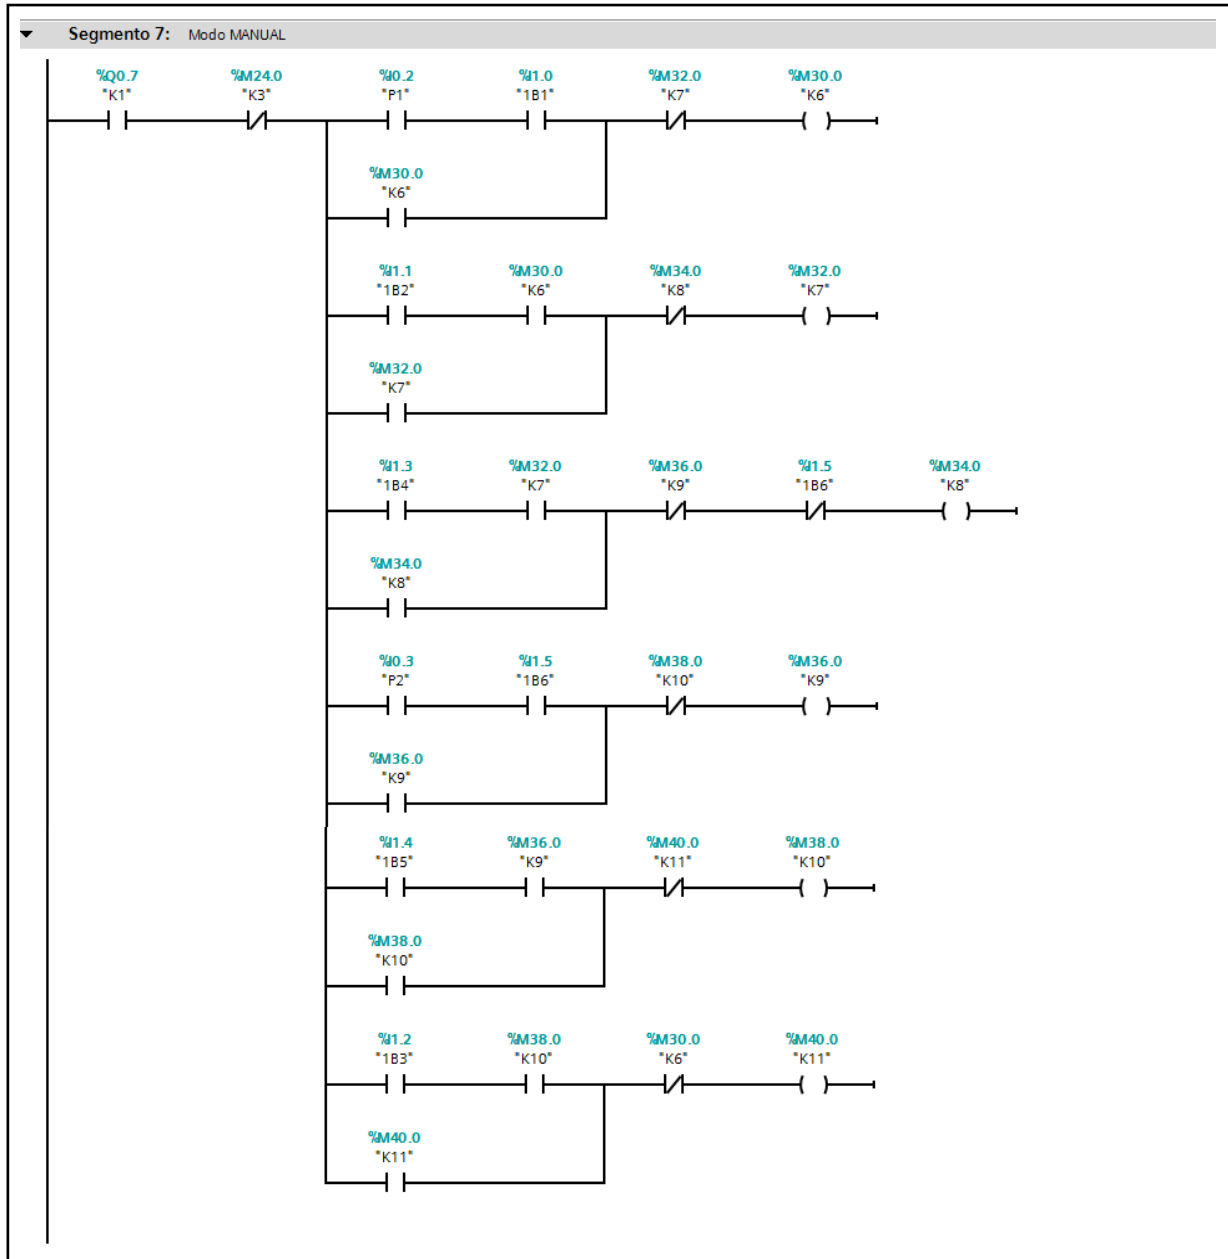 Segmento 7: Modo MANUAL
%Q0.7 %M24.0 %I0.2 %I1.0 %M32.0 %M30.0
"K1" "K3" "P1" "1B1" "K7" "K6"
%M30.0
"K6"
%I1.1 %M30.0 %M34.0 %M32.0
"1B2" "K6" "K8" "K7"
%M32.0
"K7"
%I1.3 %M32.0 %M36.0 %I1.5 %M34.0
"1B4" "K7" "K9" "1B6" "K8"
%M34.0
"K8"
%I0.3 %I1.5 %M38.0 %M36.0
"P2" "1B6" "K10" "K9"
%M36.0
"K9"
%I1.4 %M36.0 %M40.0 %M38.0
"1B5" "K9" "K11" "K10"
%M38.0
"K10"
%I1.2 %M38.0 %M30.0 %M40.0
"1B3" "K10" "K6" "K11"
%M40.0
"K11"